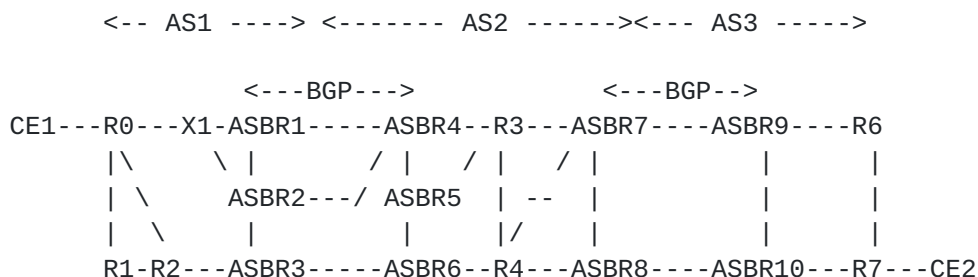 <-- AS1 ----> <------- AS2 ------><--- AS3 ----->
<---BGP---> <---BGP-->
CE1---R0---X1-ASBR1-----ASBR4--R3---ASBR7----ASBR9----R6
|\ \ | / | / | / | | |
| \ ASBR2---/ ASBR5 | -- | | |
| \ | | |/ | | |
R1-R2---ASBR3-----ASBR6--R4---ASBR8----ASBR10---R7---CE2